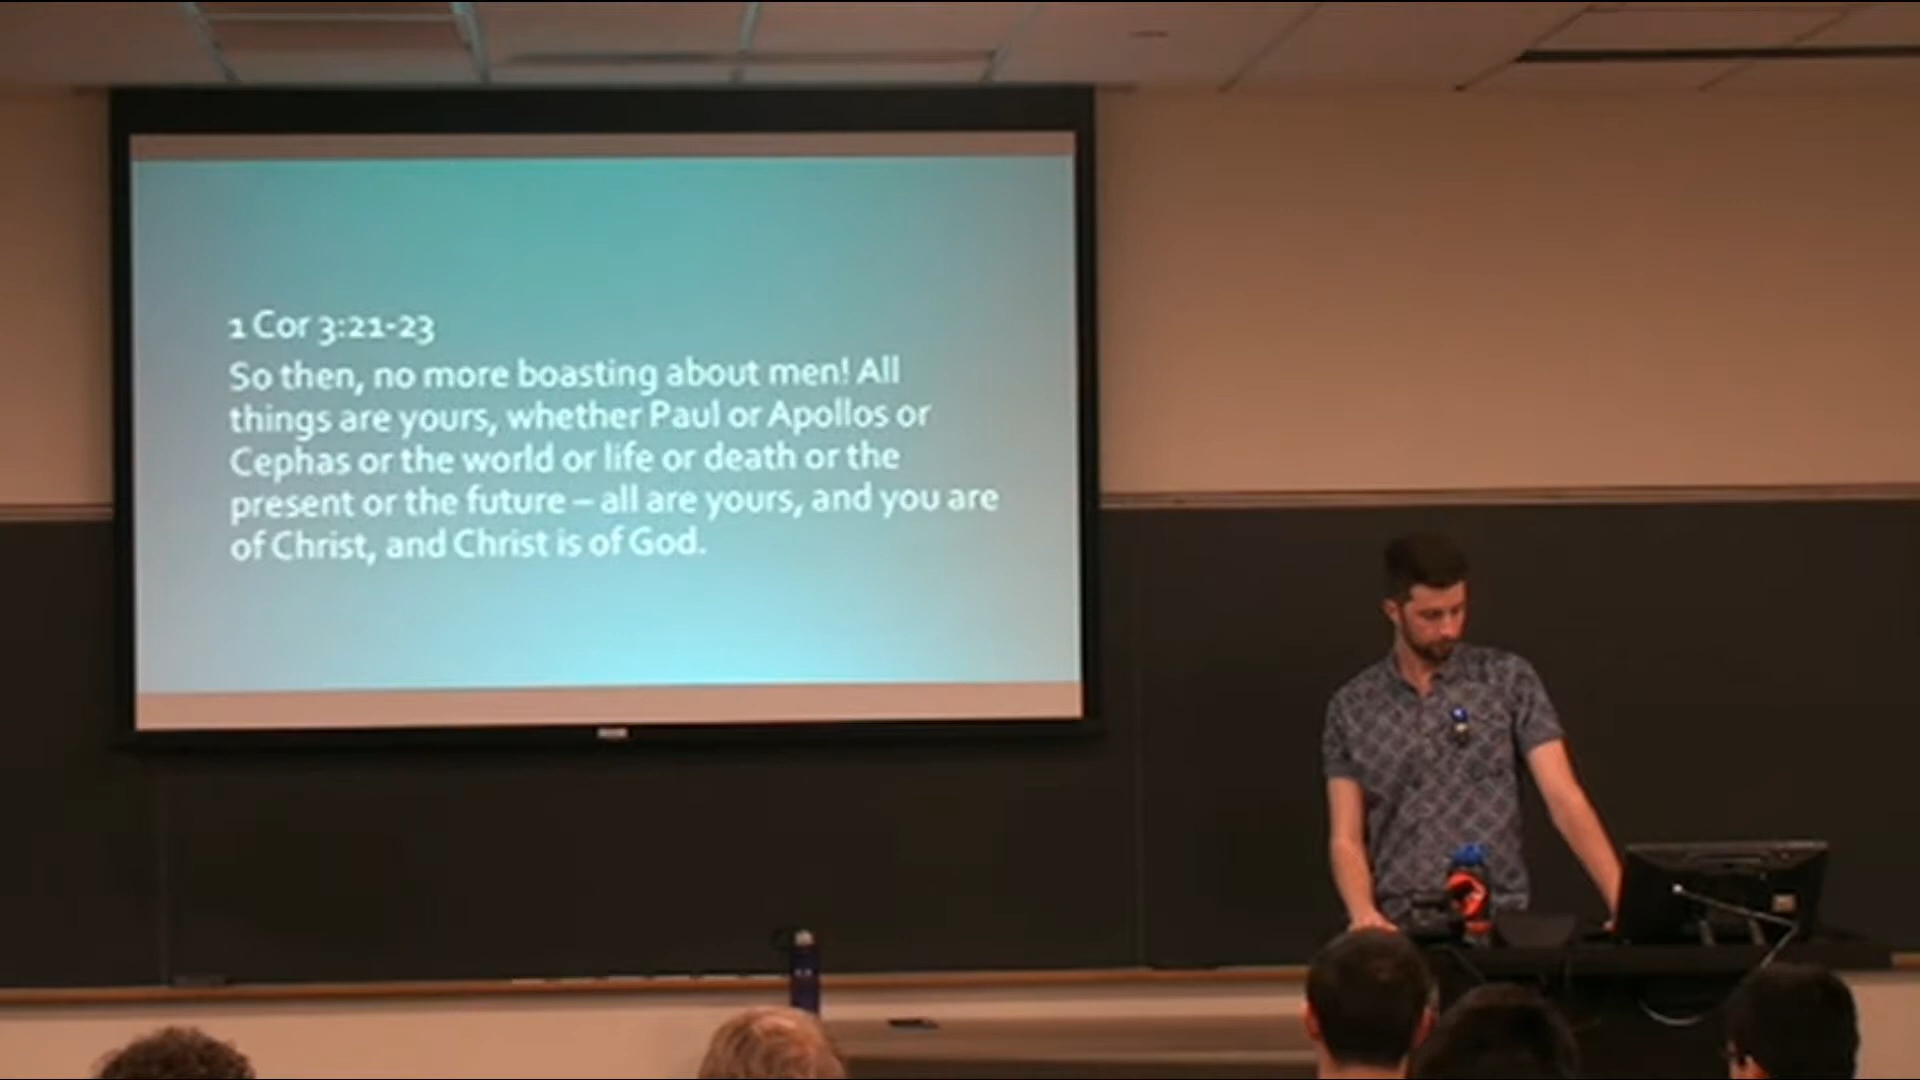 1 Cor 3:21-23
So then, no more boasting about men! All
things are yours, whether Paul or Apollos or
Cephas or the world or life or death or the
present or the future – all are yours, and you are
of Christ, and Christ is of God.